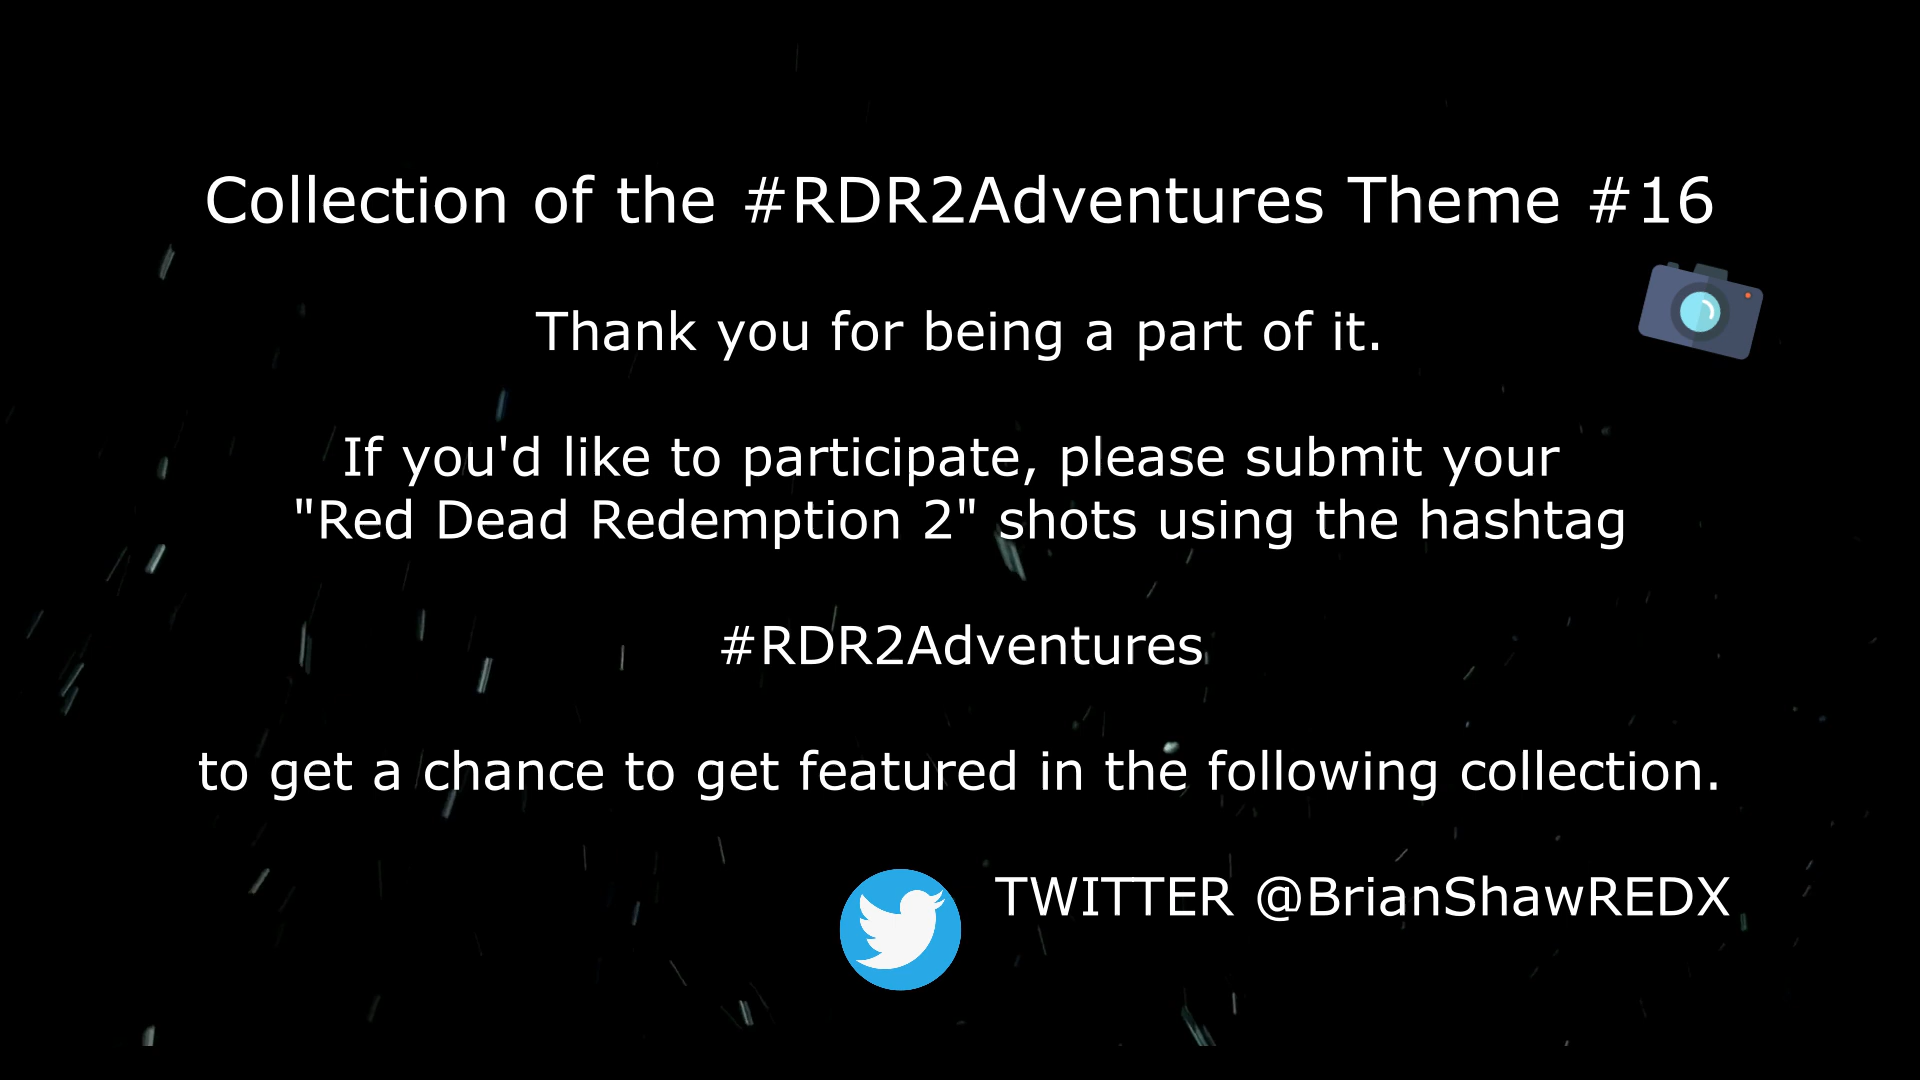 Collection of the #RDR2Adventures Theme #16
Thank you for being a part of it.
If you'd like to participate, please submit your
"Red Dead Redemption 2" shots using the hashtag
#RDR2Adventures
to get a chance to get featured in the following collection.
TWITTER @BrianShawREDX